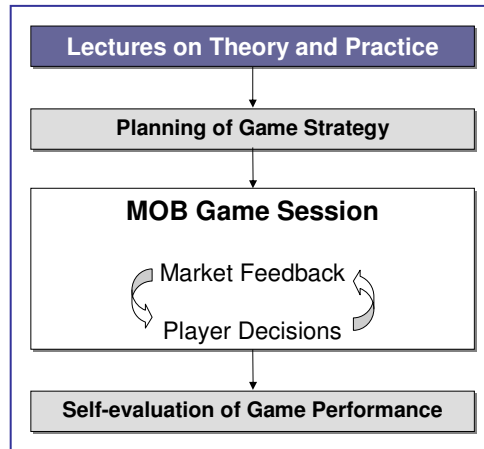 Lectures on Theory and Practice
Planning of Game Strategy
MOB Game Session
Market Feedback
Player Decisions
Self-evaluation of Game Performance